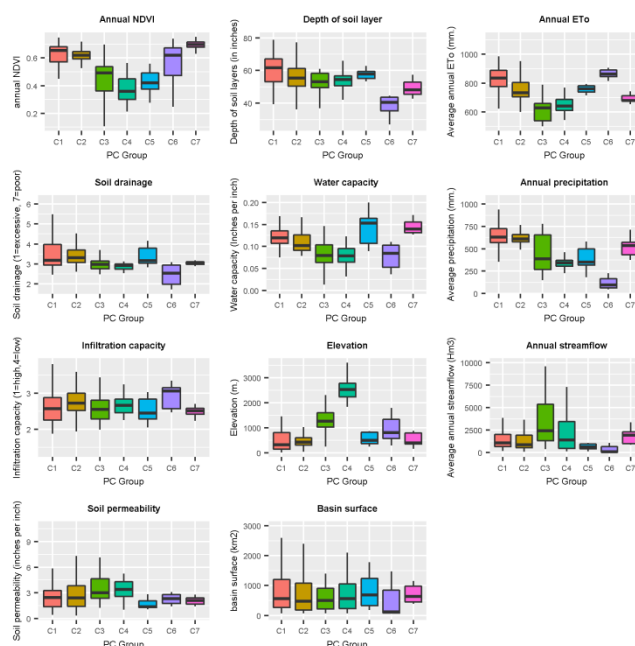 Annual NDVI
annual NDVI
0.6
0.4
0.2
C1 C2 C3 C4 C5 C6 C7
PC Group
Depth of soil layer
Depth of soil layers (in inches)
80
60
40
C1 C2 C3 C4 C5 C6 C7
PC Group
Annual ETo
Average annual ETo (mm.)
1000
800
600
C1 C2 C3 C4 C5 C6 C7
PC Group
Soil drainage
Soil drainage (1=excessive, 7=poor)
5
4
3
2
C1 C2 C3 C4 C5 C6 C7
PC Group
Water capacity
Water capacity (Inches per inch)
0.20
0.15
0.10
0.05
0.00
C1 C2 C3 C4 C5 C6 C7
PC Group
Annual precipitation
Average precipitation (mm.)
1000
750
500
250
0
C1 C2 C3 C4 C5 C6 C7
PC Group
Infiltration capacity
Infiltration capacity (1=high,4=low)
3
2
C1 C2 C3 C4 C5 C6 C7
PC Group
Elevation
Elevation (m.)
4000
3000
2000
1000
0
C1 C2 C3 C4 C5 C6 C7
PC Group
Annual streamflow
Average annual streamflow (Hm3)
10000
7500
5000
2500
0
C1 C2 C3 C4 C5 C6 C7
PC Group
Soil permeability
Soil permeability (inches per inch)
9
6
3
0
C1 C2 C3 C4 C5 C6 C7
PC Group
Basin surface
basin surface (km2)
3000
2000
1000
0
C1 C2 C3 C4 C5 C6 C7
PC Group